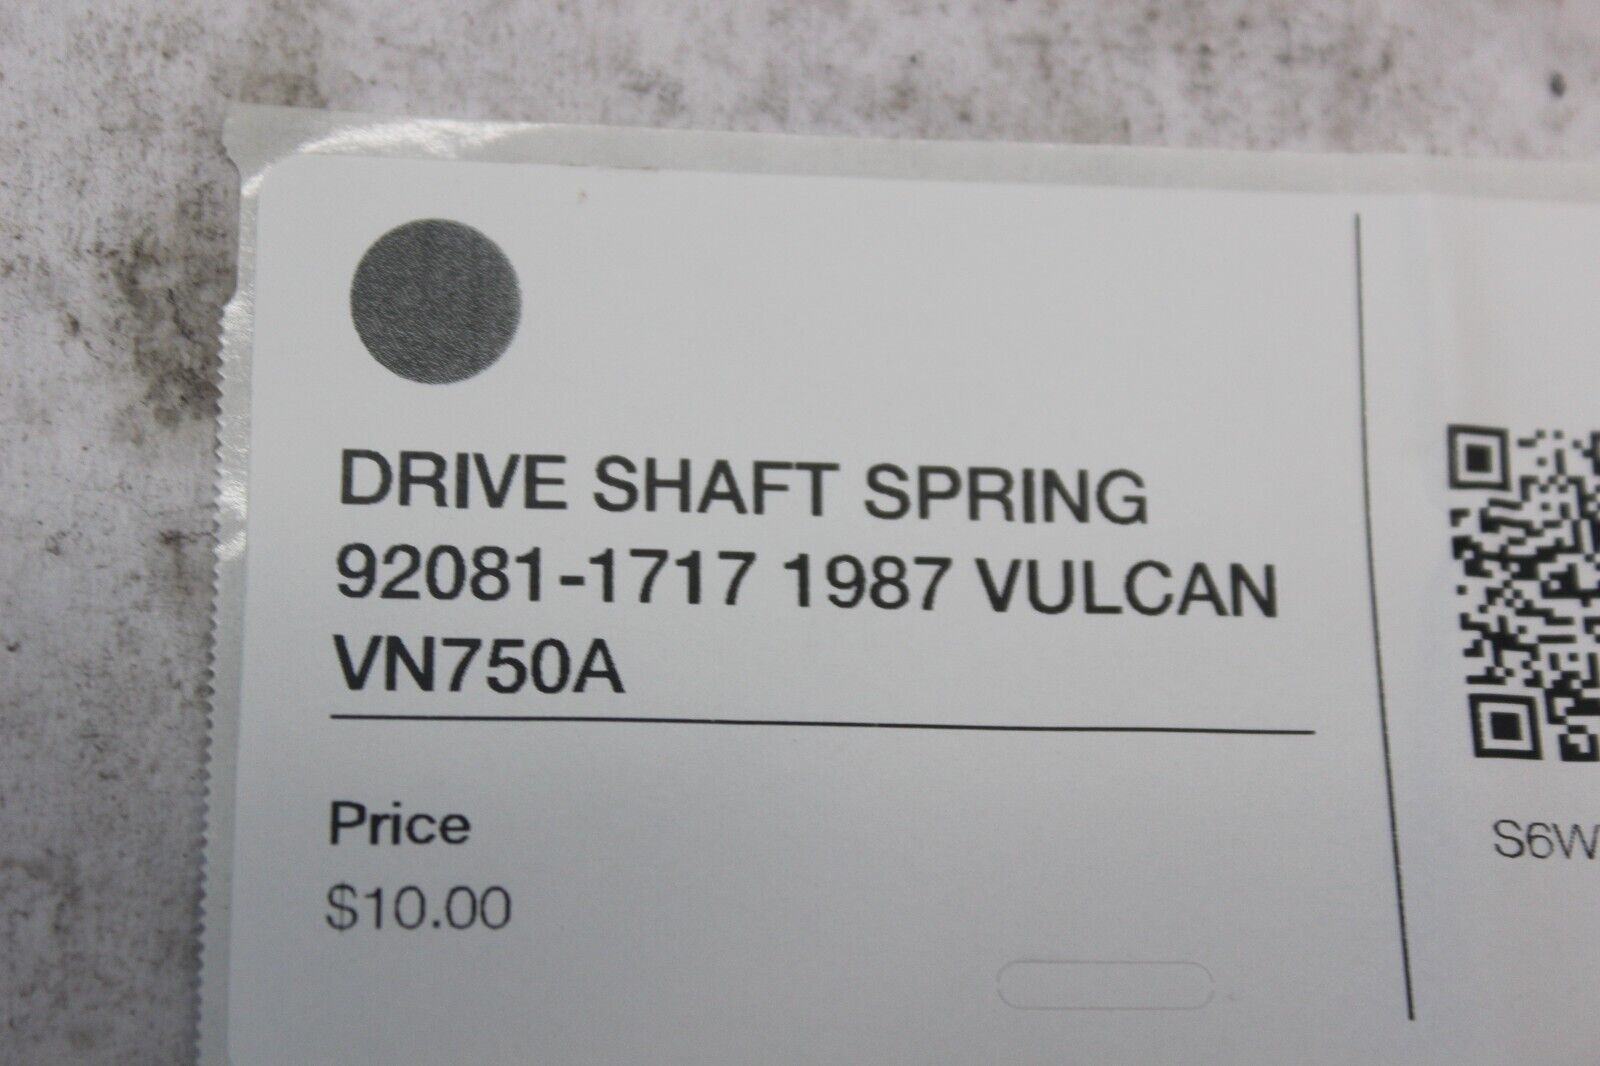 DRIVE SHAFT SPRING
92081-1717 1987 VULCAN
VN750A
Price
$10.00
S6W